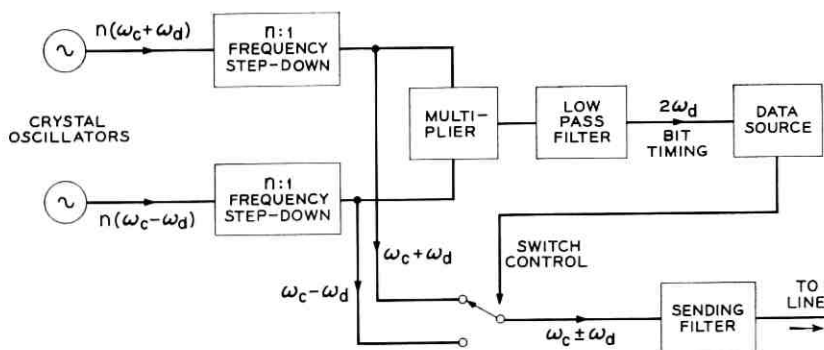 n(ωc+ωd)
n:1
FREQUENCY
STEP-DOWN
CRYSTAL
OSCILLATORS
MULTI-
PLIER
LOW
PASS
FILTER
2ωd
BIT
TIMING
DATA
SOURCE
n(ωc-ωd)
n:1
FREQUENCY
STEP-DOWN
ωc+ωd
ωc-ωd
SWITCH
CONTROL
ωc±ωd
SENDING
FILTER
TO
LINE